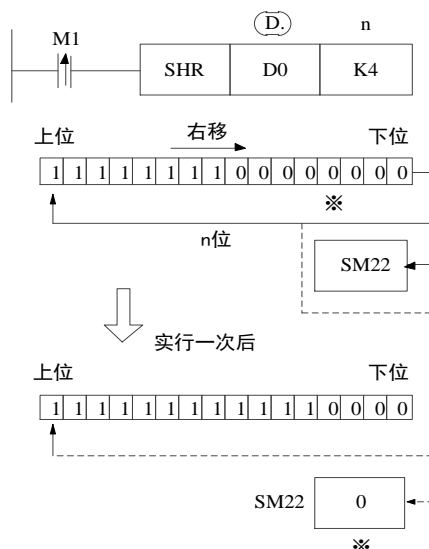 D.
n
M1
SHR D0 K4
右移
上位 下位
1 1 1 1 1 1 1 1 0 0 0 0 0 0 0 0
※
n位
SM22
实行一次后
上位 下位
1 1 1 1 1 1 1 1 1 1 1 1 0 0 0 0
SM22 0
※